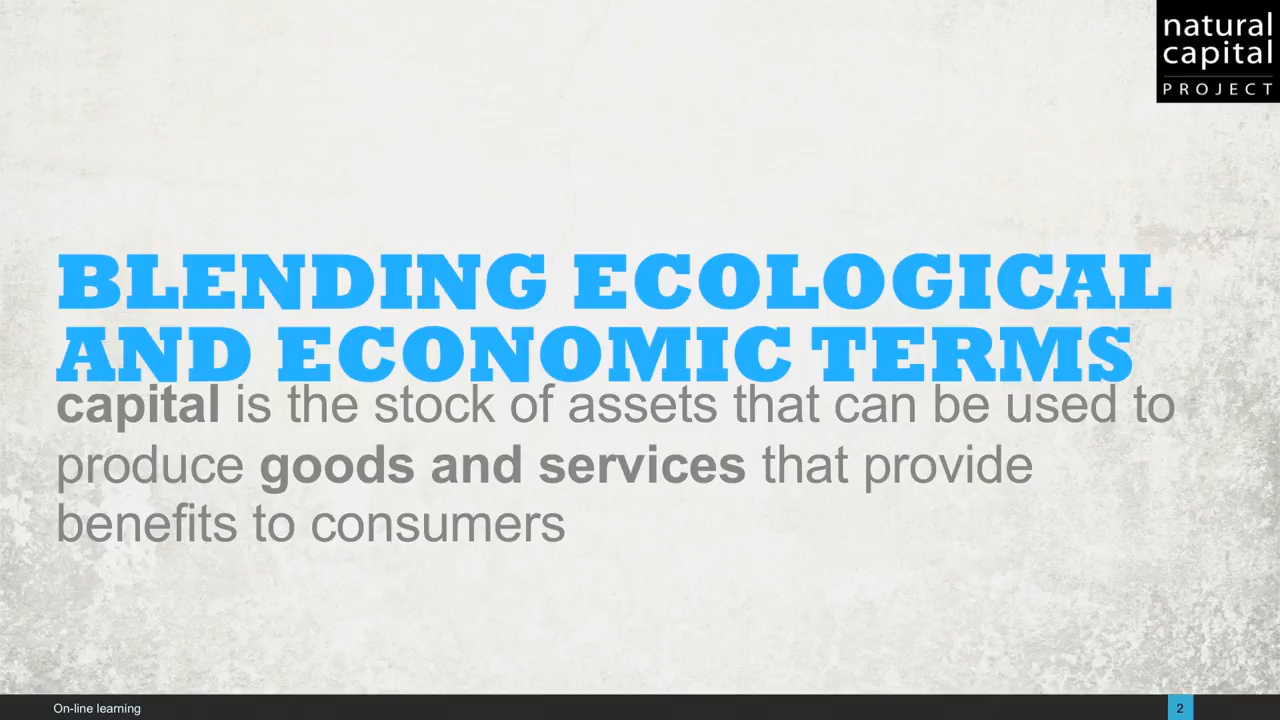 natural
capital
PROJECT
BLENDING ECOLOGICAL
AND ECONOMIC TERMS
capital is the stock of assets that can be used to
produce goods and services that provide
benefits to consumers
On-line learning
2